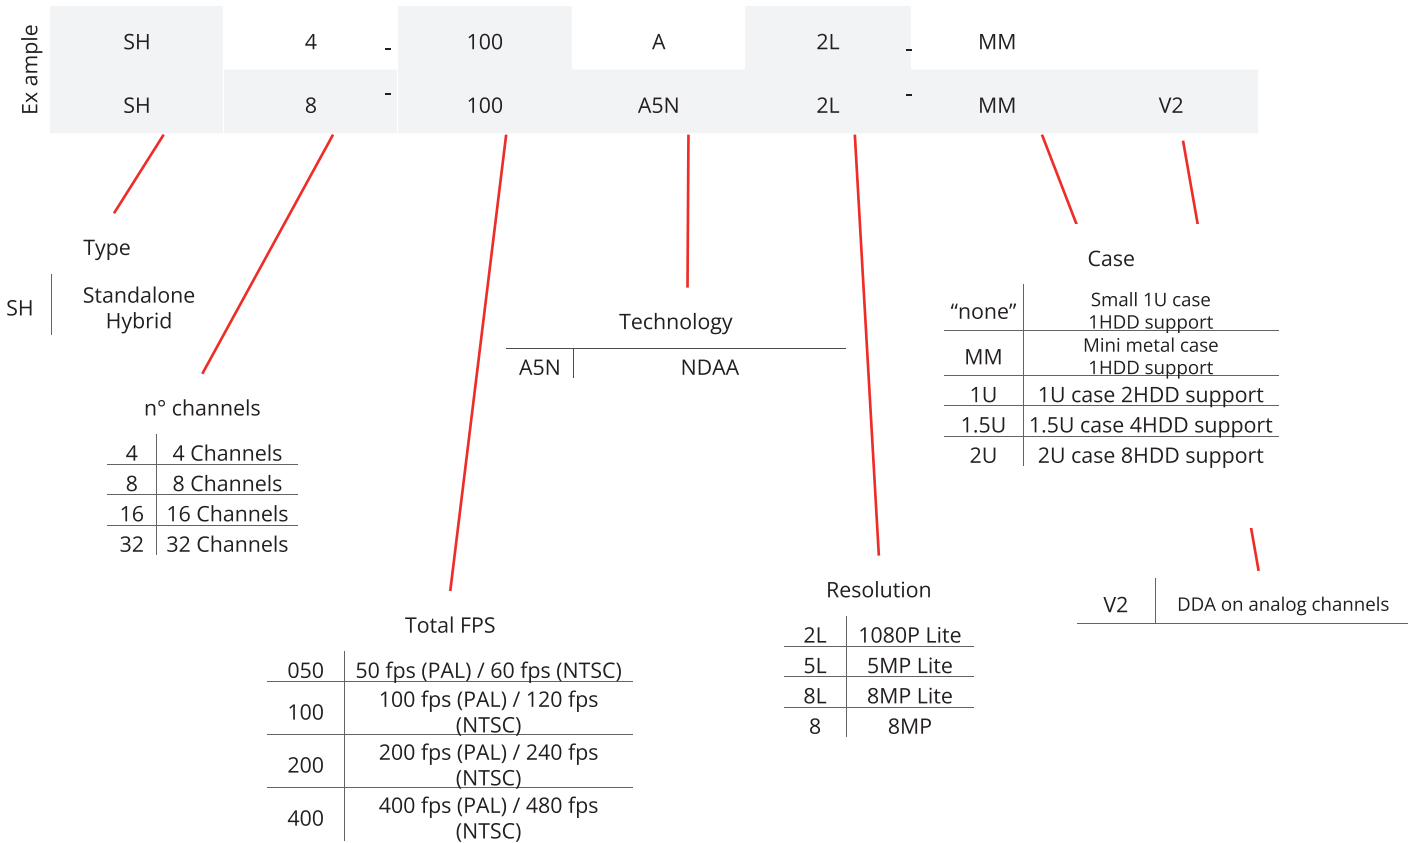 Ex ample
SH 4 - 100 A 2L - MM
SH 8 - 100 A5N 2L - MM V2
Type
SH Standalone
Hybrid
n° channels
4 4 Channels
8 8 Channels
16 16 Channels
32 32 Channels
Total FPS
050 50 fps (PAL) / 60 fps (NTSC)
100 100 fps (PAL) / 120 fps
(NTSC)
200 200 fps (PAL) / 240 fps
(NTSC)
400 400 fps (PAL) / 480 fps
(NTSC)
Technology
A5N NDAA
Resolution
2L 1080P Lite
5L 5MP Lite
8L 8MP Lite
8 8MP
Case
“none” Small 1U case
1HDD support
MM Mini metal case
1HDD support
1U 1U case 2HDD support
1.5U 1.5U case 4HDD support
2U 2U case 8HDD support
V2 DDA on analog channels